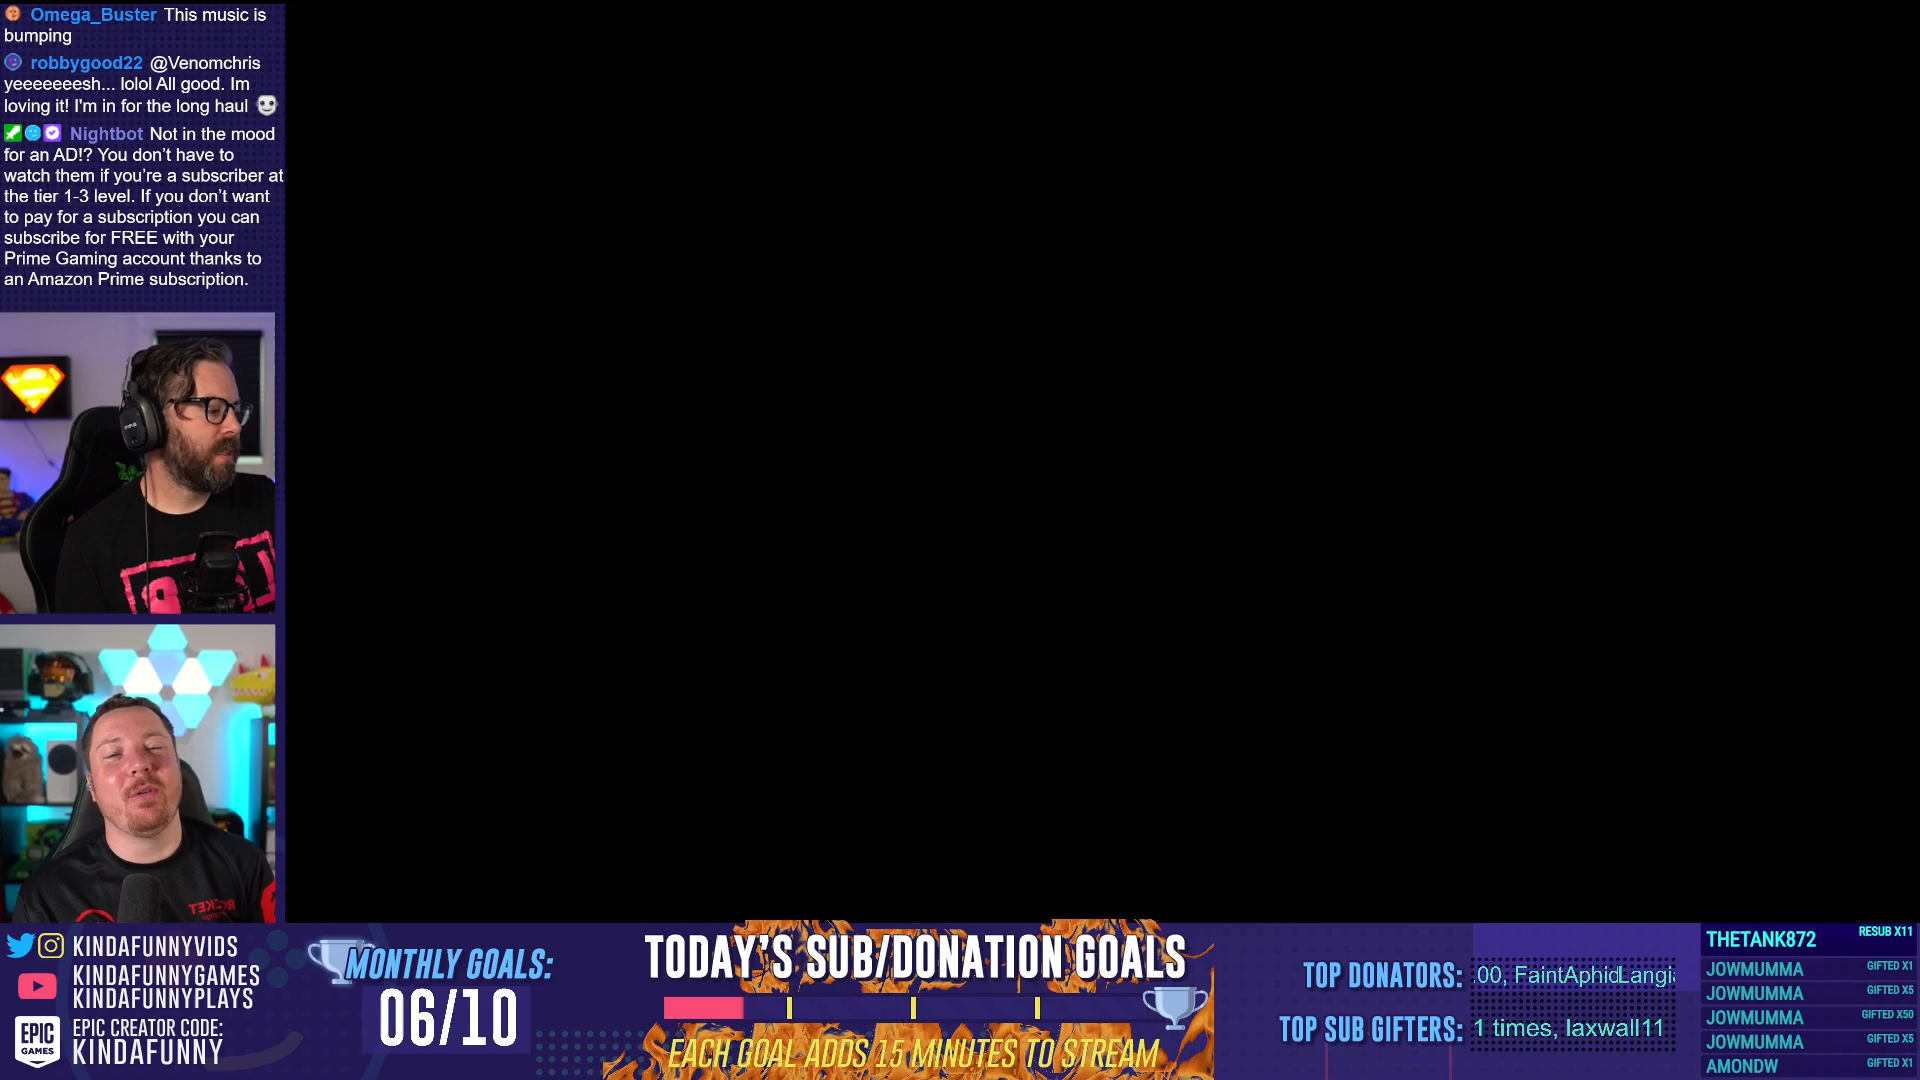 Omega_Buster This music is
bumping
robbygood22 @Venomchris
yeeeeeeesh... lolol All good. Im
loving it! I'm in for the long haul
Nightbot Not in the mood
for an AD!? You don’t have to
watch them if you’re a subscriber at
the tier 1-3 level. If you don’t want
to pay for a subscription you can
subscribe for FREE with your
Prime Gaming account thanks to
an Amazon Prime subscription.
KINDAFUNNYVIDS
KINDAFUNNYGAMES
KINDAFUNNYPLAYS
EPIC GAMES
EPIC CREATOR CODE:
KINDAFUNNY
MONTHLY GOALS:
06/10
TODAY'S SUB/DONATION GOALS
EACH GOAL ADDS 15 MINUTES TO STREAM
TOP DONATORS: .00, FaintAphidLangi
TOP SUB GIFTERS: 1 times, laxwall11
THETANK872 RESUB X11
JOWMUMMA GIFTED X1
JOWMUMMA GIFTED X5
JOWMUMMA GIFTED X50
JOWMUMMA GIFTED X5
AMONDW GIFTED X1